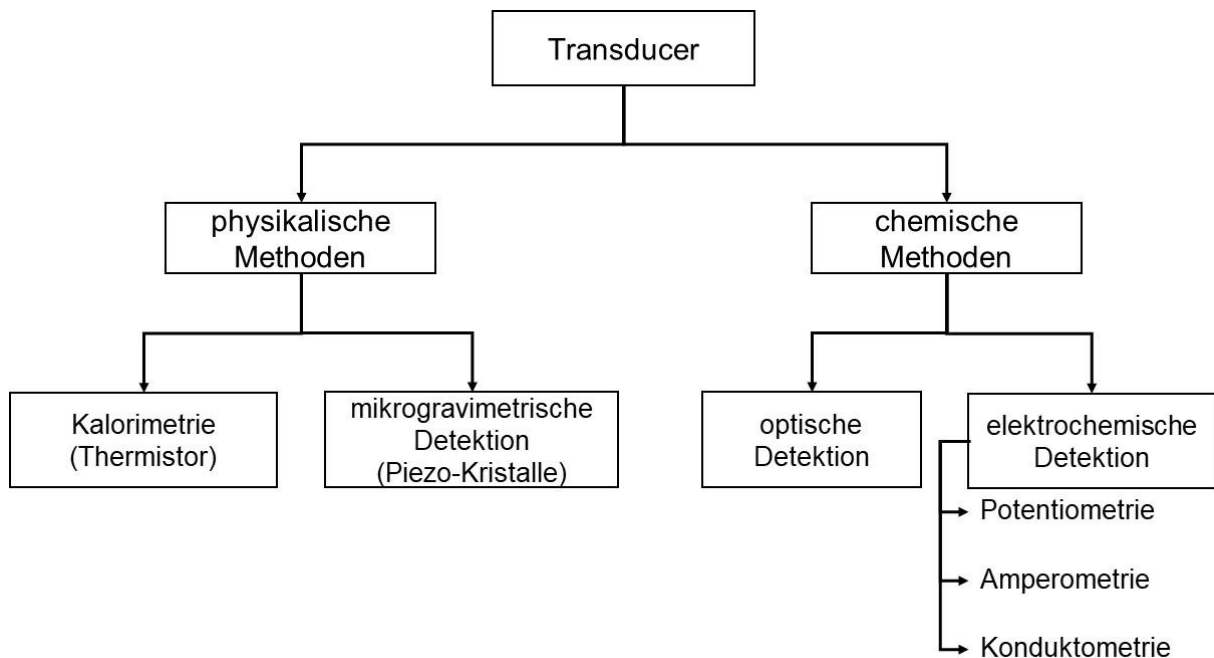 Transducer
physikalische
Methoden
chemische
Methoden
Kalorimetrie
(Thermistor)
mikrogravimetrische
Detektion
(Piezo-Kristalle)
optische
Detektion
elektrochemische
Detektion
Potentiometrie
Amperometrie
Konduktometrie